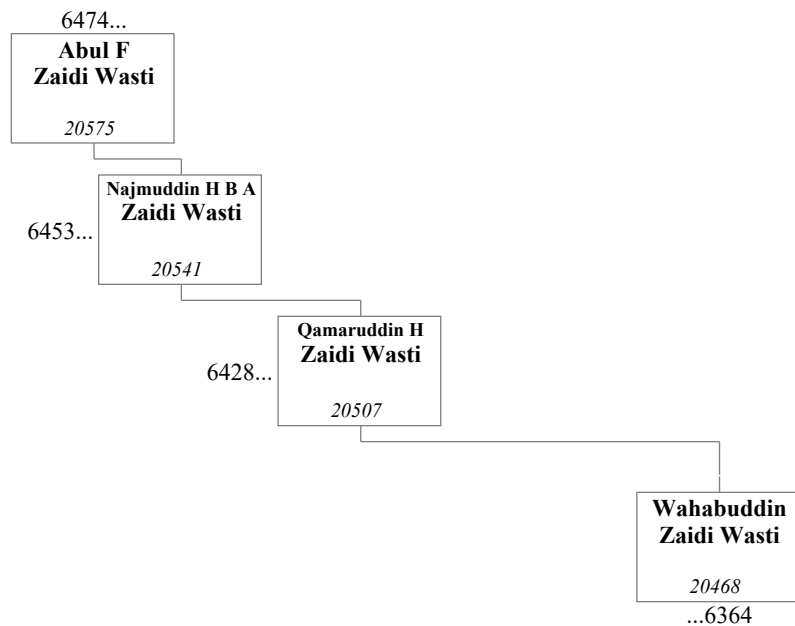 6474...
Abul F
Zaidi Wasti
20575
Najmuddin H B A
Zaidi Wasti
6453...
20541
Qamaruddin H
Zaidi Wasti
6428...
20507
Wahabuddin
Zaidi Wasti
20468
...6364